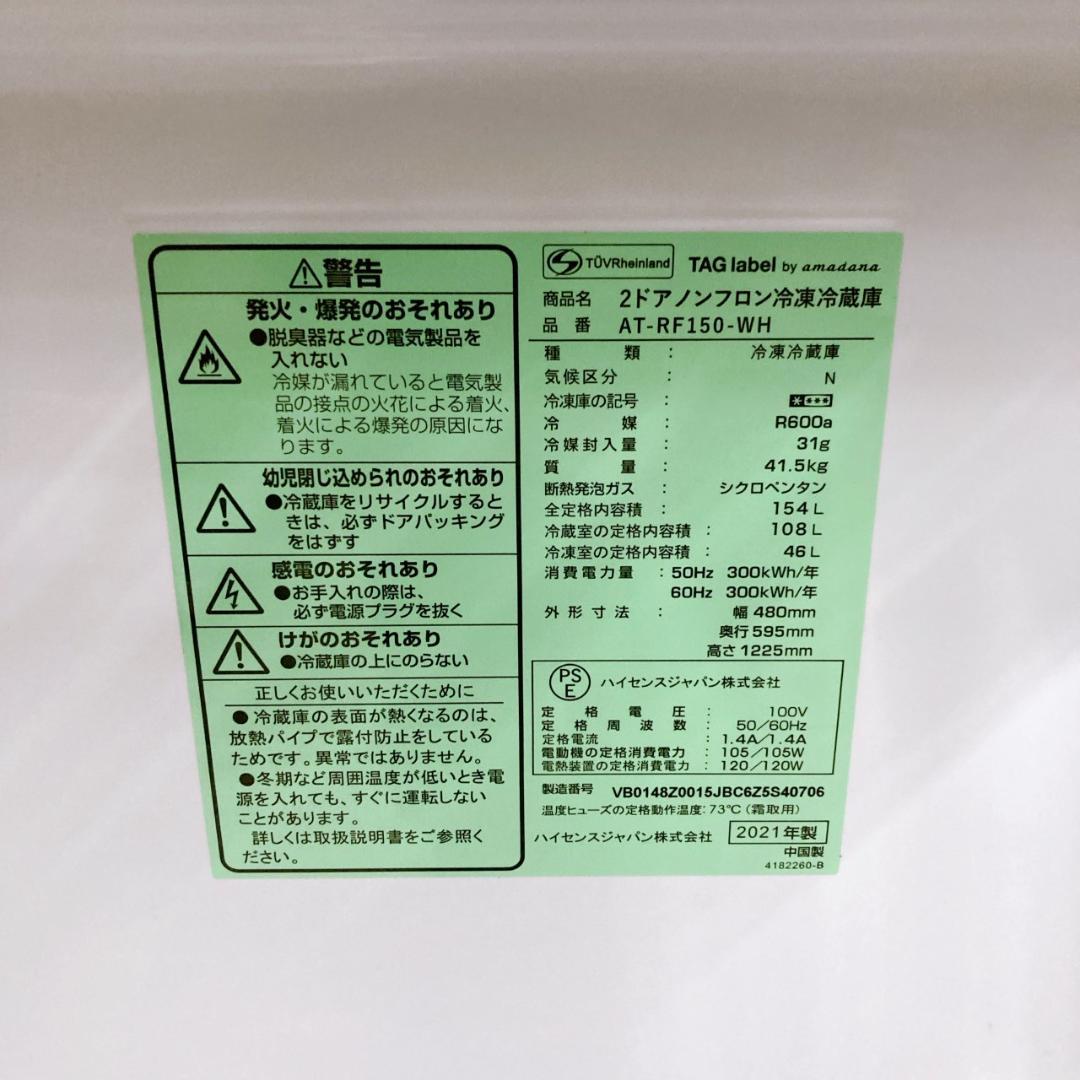 警告
発火・爆発のおそれあり
●脱臭器などの電気製品を
入れない
冷媒が漏れていると電気製
品の接点の火花による着火、
着火による爆発の原因にな
ります。
幼児閉じ込められのおそれあり
●冷蔵庫をリサイクルすると
きは、必ずドアパッキング
をはずす
感電のおそれあり
●お手入れの際は、
必ず電源プラグを抜く
けがのおそれあり
●冷蔵庫の上にのらない
正しくお使いいただくために
●冷蔵庫の表面が熱くなるのは、
放熱パイプで露付防止をしている
ためです。異常ではありません。
●冬期など周囲温度が低いとき電
源を入れても、すぐに運転しない
ことがあります。
詳しくは取扱説明書をご参照く
ださい。
TÜVRheinland TAG label by amadana
商品名 2ドアノンフロン冷凍冷蔵庫
品番 AT-RF150-WH
種類 : 冷凍冷蔵庫
気候区分 : N
冷凍庫の記号 : ＊＊＊＊
冷媒 : R600a
冷媒封入量 : 31g
質量 : 41.5kg
断熱発泡ガス : シクロペンタン
全定格内容積 : 154L
冷蔵室の定格内容積 : 108L
冷凍室の定格内容積 : 46L
消費電力量 : 50Hz 300kWh/年
60Hz 300kWh/年
外形寸法 : 幅 480mm
奥行 595mm
高さ 1225mm
PSE ハイセンスジャパン株式会社
定格電圧 : 100V
定格周波数 : 50/60Hz
定格電流 : 1.4A/1.4A
電動機の定格消費電力 : 105/105W
電熱装置の定格消費電力 : 120/120W
製造番号 VB0148Z0015JBC6Z5S40706
温度ヒューズの定格動作温度:73℃(霜取用)
ハイセンスジャパン株式会社 2021年製
中国製
4182260-B